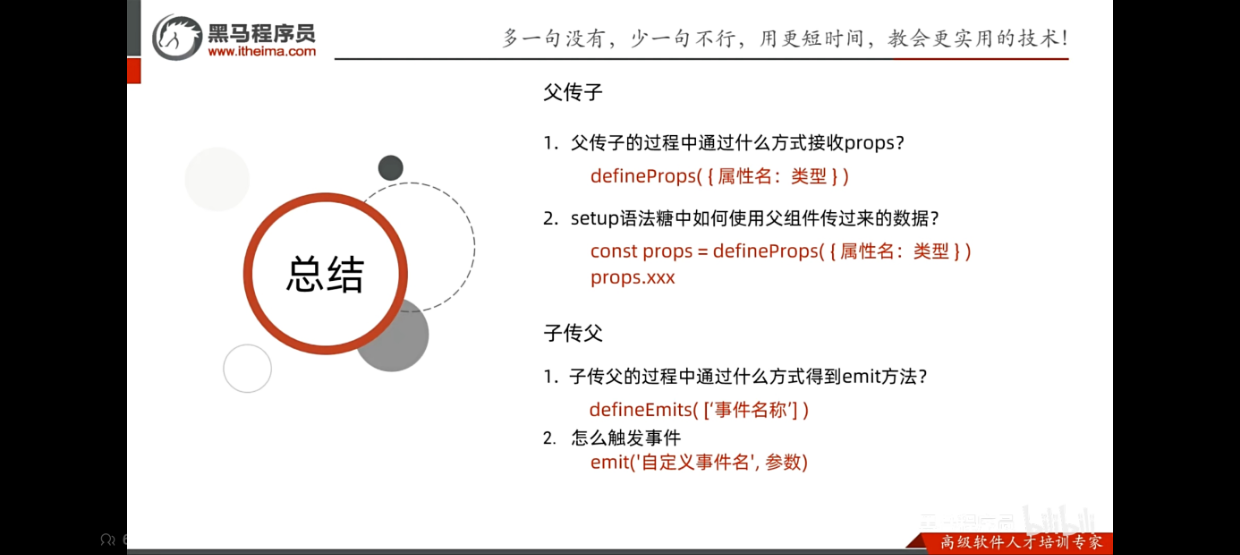 黑马程序员
www.itheima.com
多一句没有，少一句不行，用更短时间，教会更实用的技术！
父传子
1. 父传子的过程中通过什么方式接收props？
defineProps( { 属性名：类型 } )
2. setup语法糖中如何使用父组件传过来的数据？
const props = defineProps( { 属性名：类型 } )
props.xxx
总结
子传父
1. 子传父的过程中通过什么方式得到emit方法？
defineEmits( [‘事件名称’] )
2. 怎么触发事件
emit('自定义事件名', 参数)
bilibili
高级软件人才培训专家